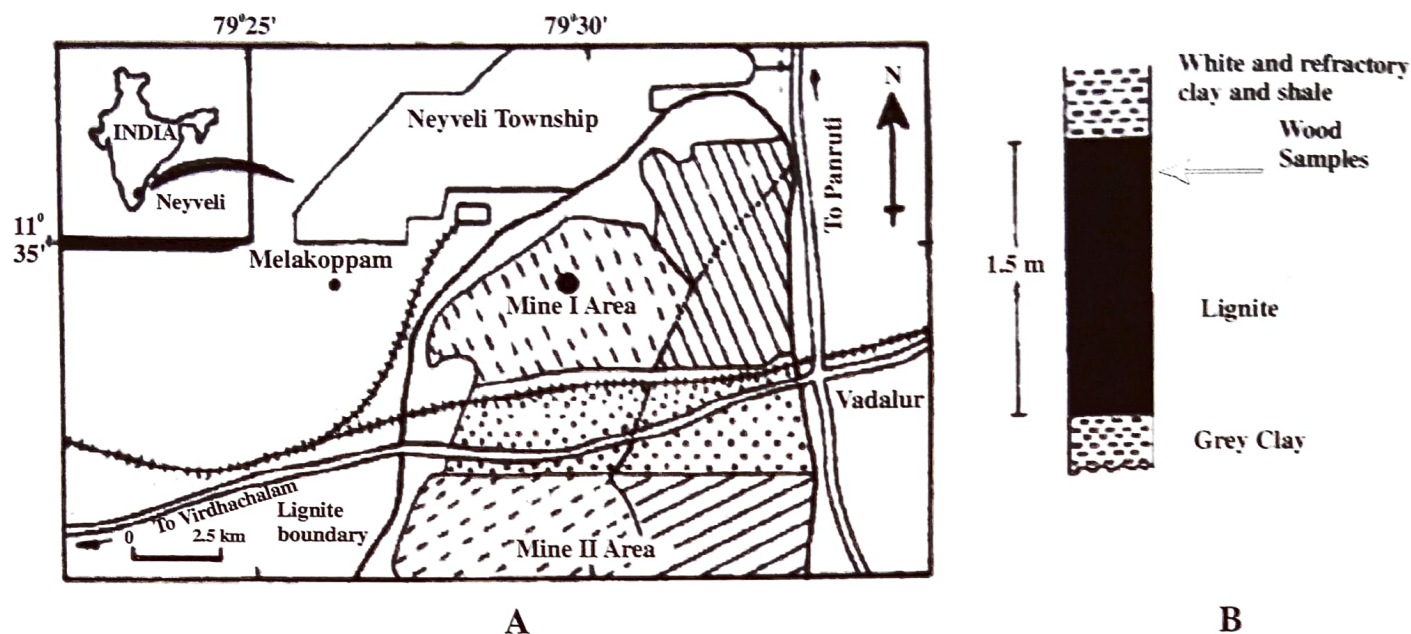 79°25'
79°30'
INDIA
Neyveli
11°
35'
Neyveli Township
N
To Panruti
Melakoppam
Mine I Area
Vadalur
To Virdhachalam
Lignite
boundary
0 2.5 km
Mine II Area
A
White and refractory
clay and shale
Wood
Samples
1.5 m
Lignite
Grey Clay
B